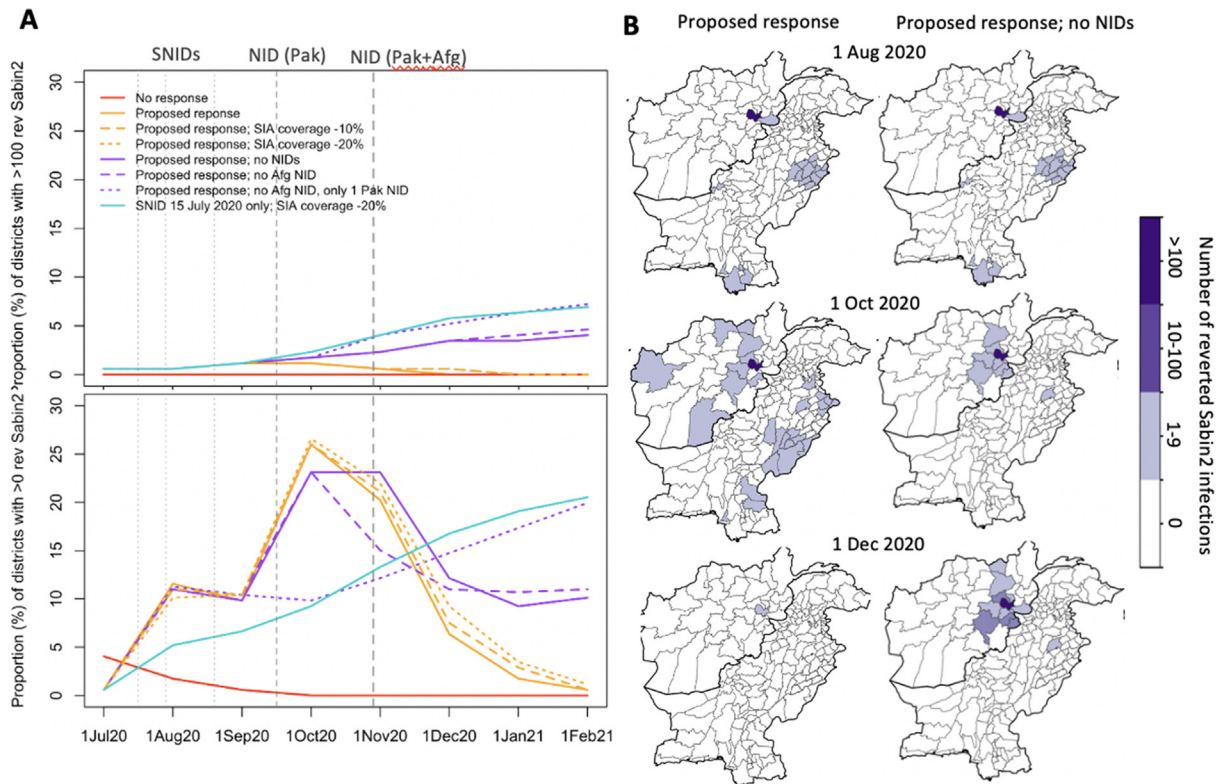 A
SNIDs
NID (Pak)
NID (Pak+Afg)
Proportion (%) of districts with >0 rev Sabin2 ?roportion (%) of districts with >100 rev Sabin2
30
25
20
15
10
5
0
No response
Proposed reponse
Proposed response; SIA coverage -10%
Proposed response; SIA coverage -20%
Proposed response; no NIDs
Proposed response; no Afg NID
Proposed response; no Afg NID, only 1 Pak NID
SNID 15 July 2020 only; SIA coverage -20%
30
25
20
15
10
5
0
1Jul20
1Aug20
1Sep20
1Oct20
1Nov20
1Dec20
1Jan21
1Feb21
B
Proposed response
Proposed response; no NIDs
1 Aug 2020
1 Oct 2020
1 Dec 2020
>100
10-100
1-9
0
Number of reverted Sabin2 infections